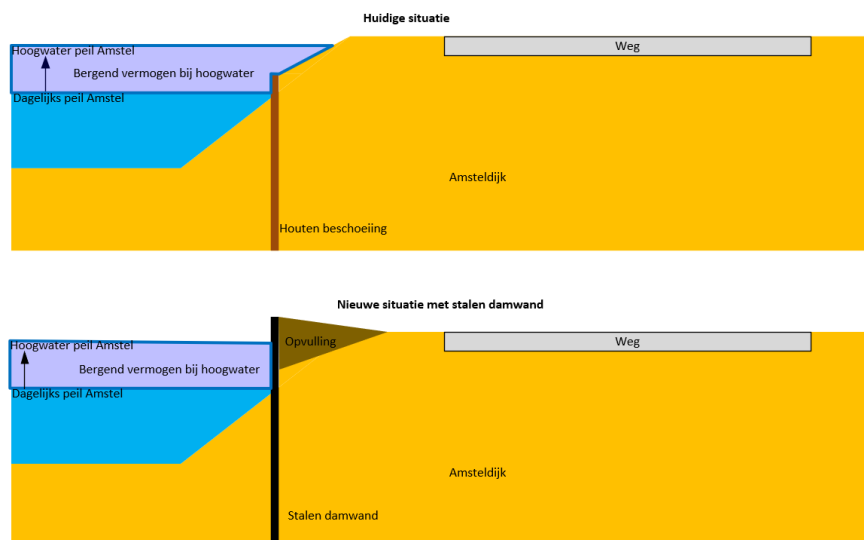 Huidige situatie
Hoogwater peil Amstel
Weg
Bergend vermogen bij hoogwater
Dagelijks peil Amstel
Amsteldijk
Houten beschoeiing
Nieuwe situatie met stalen damwand
Hoogwater peil Amstel
Opvulling
Weg
Bergend vermogen bij hoogwater
Dagelijks peil Amstel
Amsteldijk
Stalen damwand